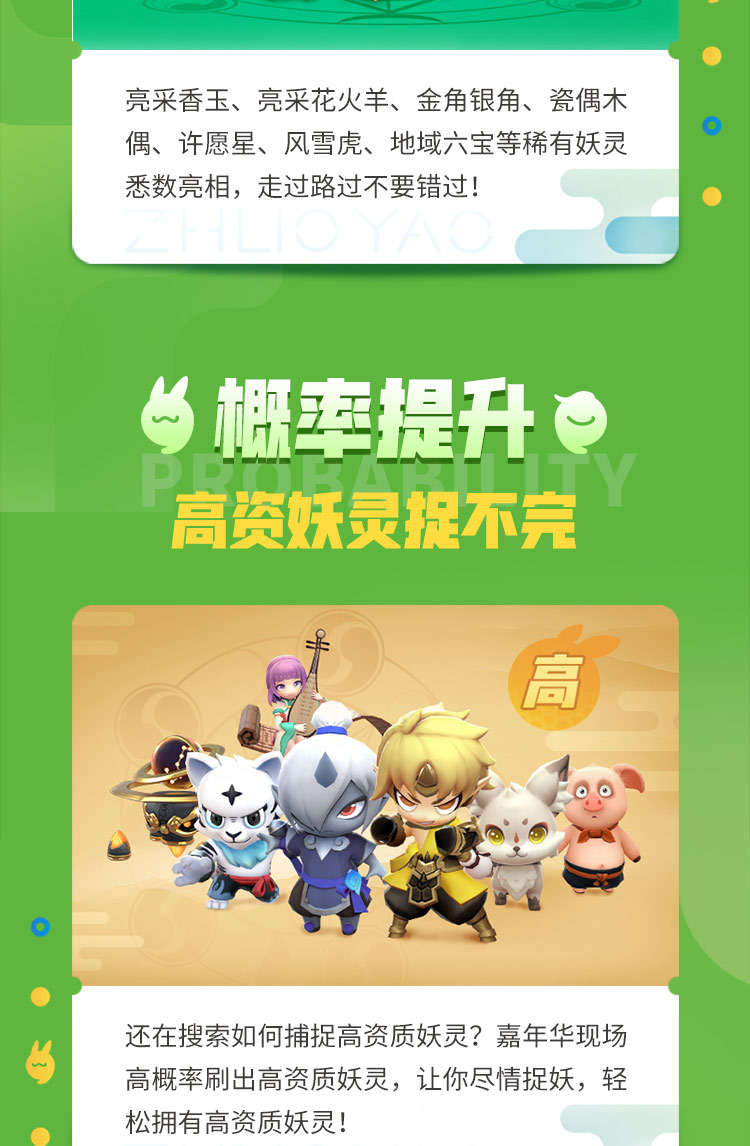 亮采香玉、亮采花火羊、金角银角、瓷偶木
偶、许愿星、风雪虎、地域六宝等稀有妖灵
悉数亮相，走过路过不要错过！
ZHUO YAO
概率提升
PROBABILITY
高资妖灵捉不完
高
还在搜索如何捕捉高资质妖灵？嘉年华现场
高概率刷出高资质妖灵，让你尽情捉妖，轻
松拥有高资质妖灵！